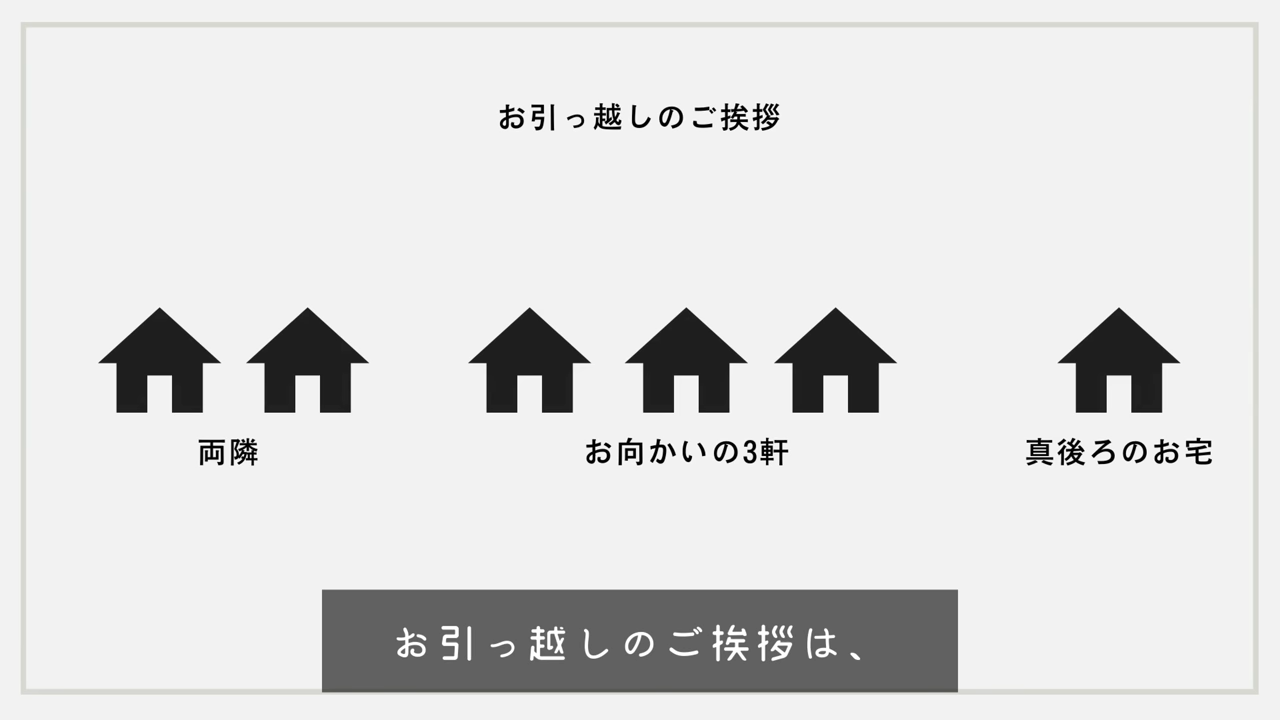 お引っ越しのご挨拶
両隣
お向かいの3軒
真後ろのお宅
お引っ越しのご挨拶は、